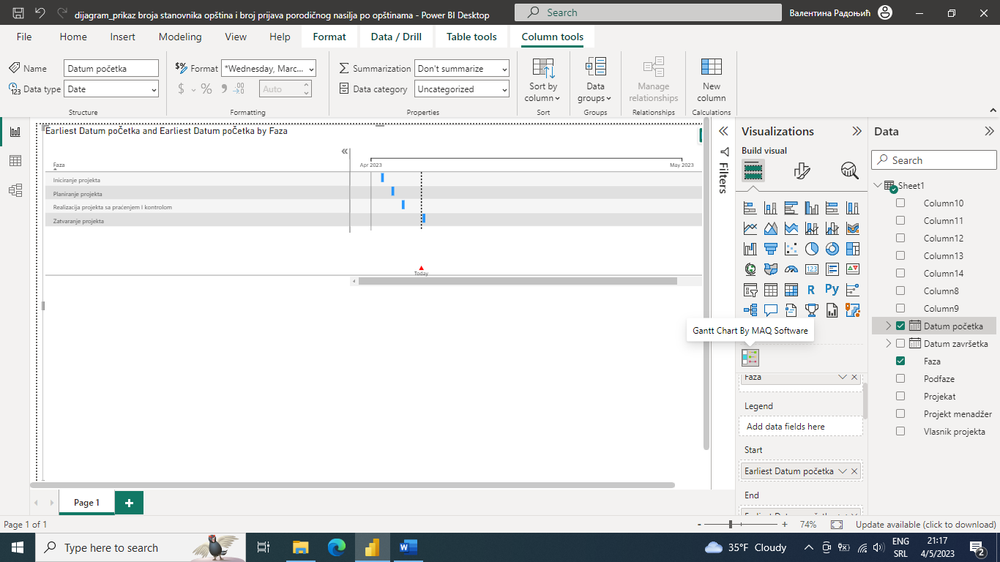 dijagram_prikaz broja stanovnika opština i broj prijava porodičnog nasilja po opštinama - Power BI Desktop
Search
Валентина Радоњић
File Home Insert Modeling View Help Format Data / Drill Table tools Column tools
Name Datum početka
Data type Date
Structure
Format *Wednesday, Marc...
$ % 9 .00 Auto
Formatting
Summarization Don't summarize
Data category Uncategorized
Properties
Sort by column
Sort
Data groups
Groups
Manage relationships
Relationships
New column
Calculations
Earliest Datum početka and Earliest Datum početka by Faza
Faza
Apr 2023 May 2023
Iniciranje projekta
Planiranje projekta
Realizacija projekta sa praćenjem I kontrolom
Zatvaranje projekta
Today
Filters
Visualizations
Build visual
123
R Py
Gantt Chart By MAQ Software
Faza
Legend
Add data fields here
Start
Earliest Datum početka
End
Data
Search
Sheet1
Column10
Column11
Column12
Column13
Column14
Column8
Column9
Datum početka
Datum završetka
Faza
Podfaze
Projekat
Projekt menadžer
Vlasnik projekta
Page 1
Page 1 of 1
- + 74%
Update available (click to download)
Type here to search
35°F Cloudy
ENG
SRL
21:17
4/5/2023
2